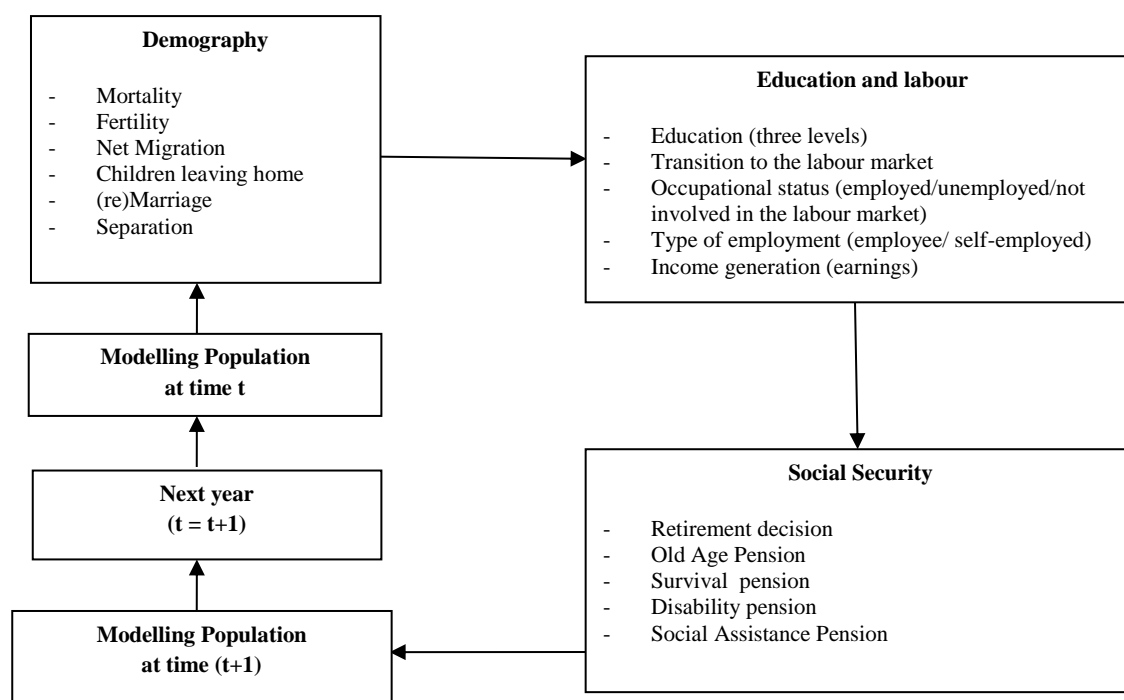 Demography
- Mortality
- Fertility
- Net Migration
- Children leaving home
- (re)Marriage
- Separation
Education and labour
- Education (three levels)
- Transition to the labour market
- Occupational status (employed/unemployed/not
involved in the labour market)
- Type of employment (employee/ self-employed)
- Income generation (earnings)
Modelling Population
at time t
Next year
(t = t+1)
Modelling Population
at time (t+1)
Social Security
- Retirement decision
- Old Age Pension
- Survival pension
- Disability pension
- Social Assistance Pension